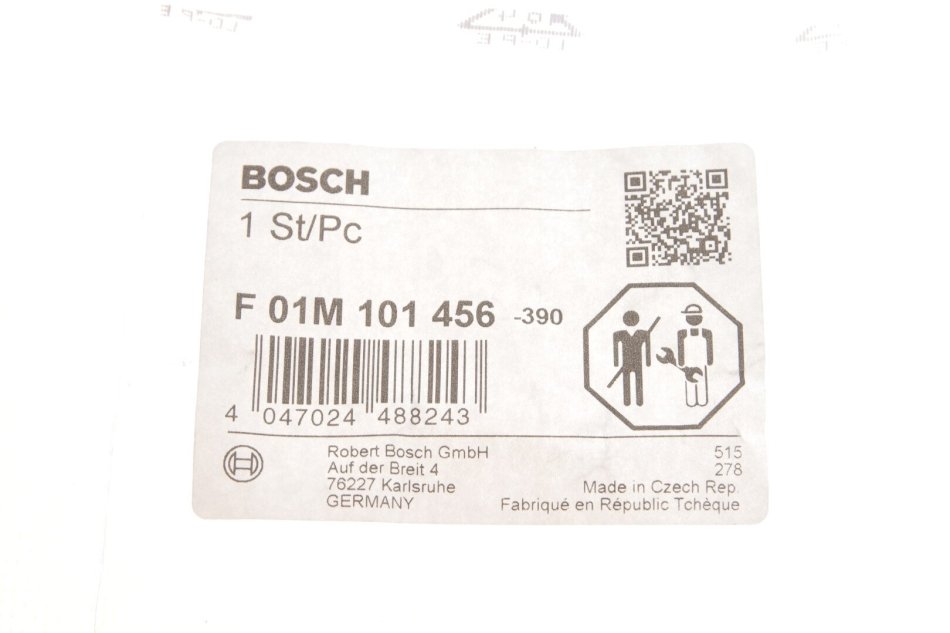 BOSCH
1 St/Pc
F 01M 101 456 -390
4 047024 488243
Robert Bosch GmbH
Auf der Breit 4
76227 Karlsruhe
GERMANY
515
278
Made in Czech Rep.
Fabriqué en Républic Tchèque